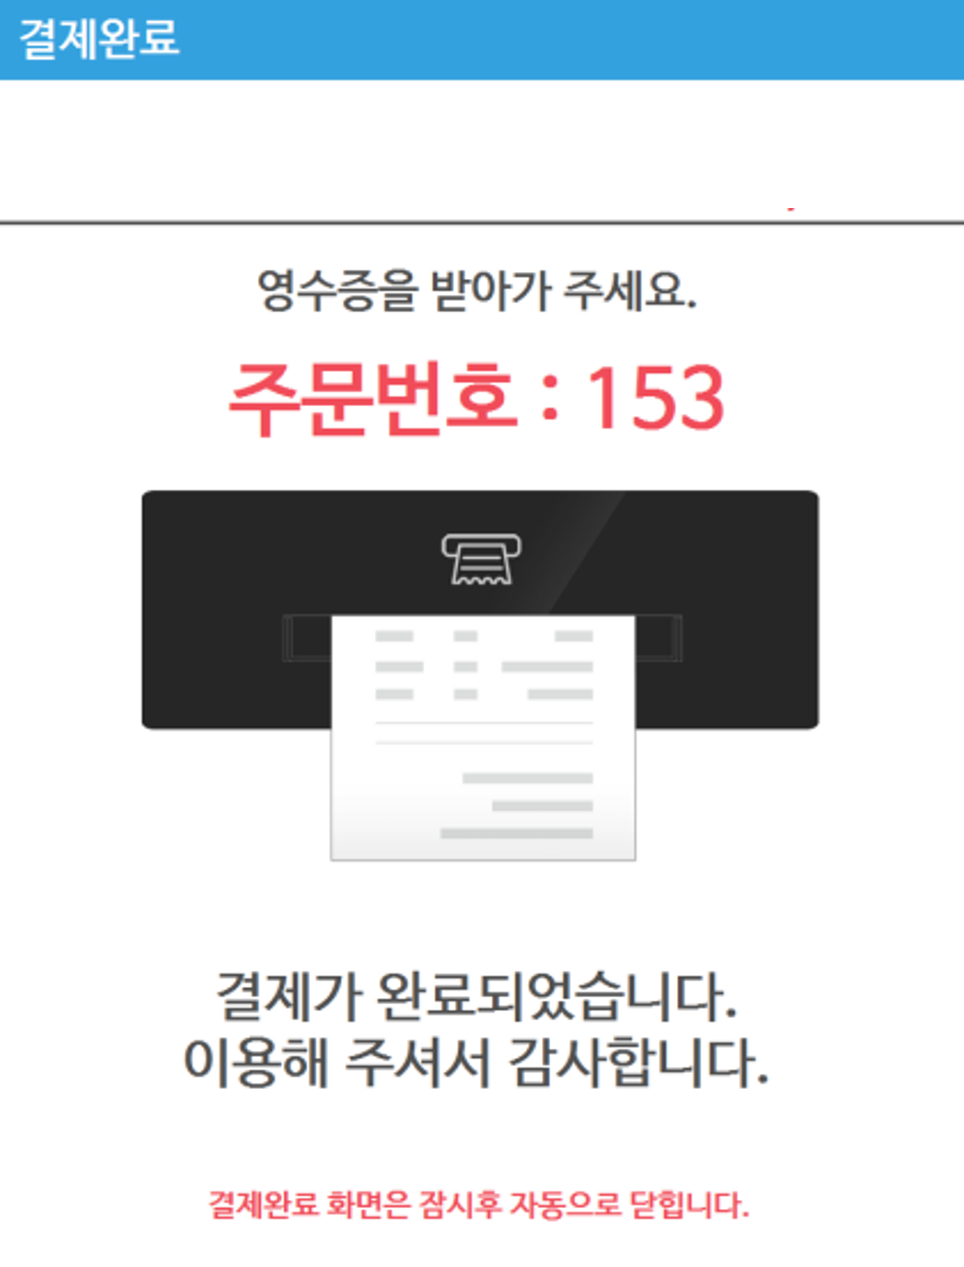 결제완료
영수증을 받아가 주세요.
주문번호 : 153
결제가 완료되었습니다.
이용해 주셔서 감사합니다.
결제완료 화면은 잠시후 자동으로 닫힙니다.